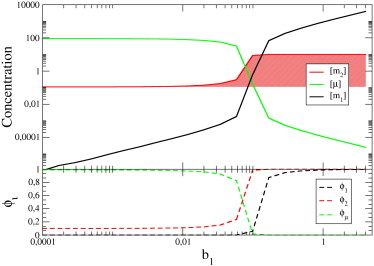 10000
100
1
0,01
0,0001
Concentration
[m₂]
[μ]
[m₁]
1
0,8
0,6
0,4
0,2
0
ϕ₁
ϕ₁
ϕ₂
ϕμ
0,0001
0,01
1
b₁